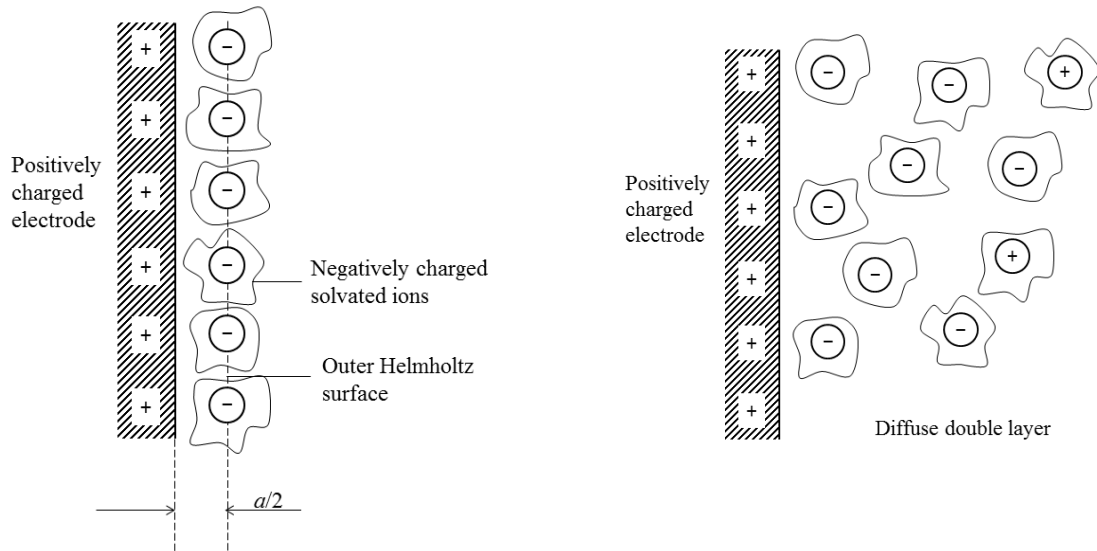 Positively
charged
electrode
+
+
+
+
+
+
−
−
−
−
−
−
Negatively charged
solvated ions
Outer Helmholtz
surface
a/2
Positively
charged
electrode
+
+
+
+
+
+
−
−
+
−
−
−
−
+
−
−
Diffuse double layer